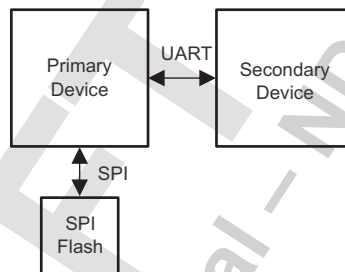 Primary
Device
UART
Secondary
Device
SPI
SPI
Flash